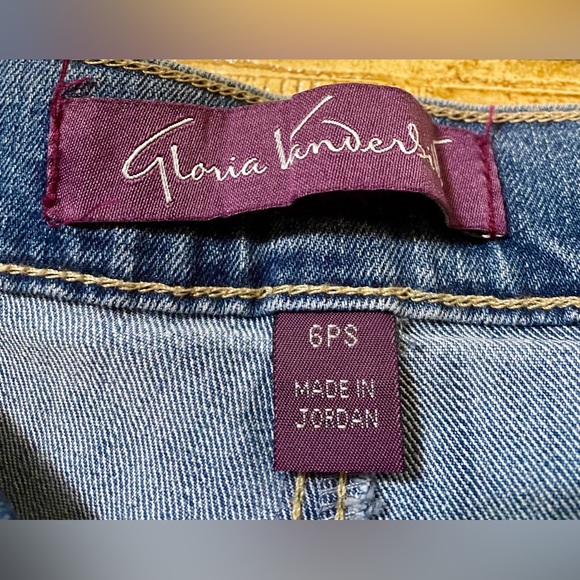 Gloria Vanderbilt
6PS
MADE IN
JORDAN